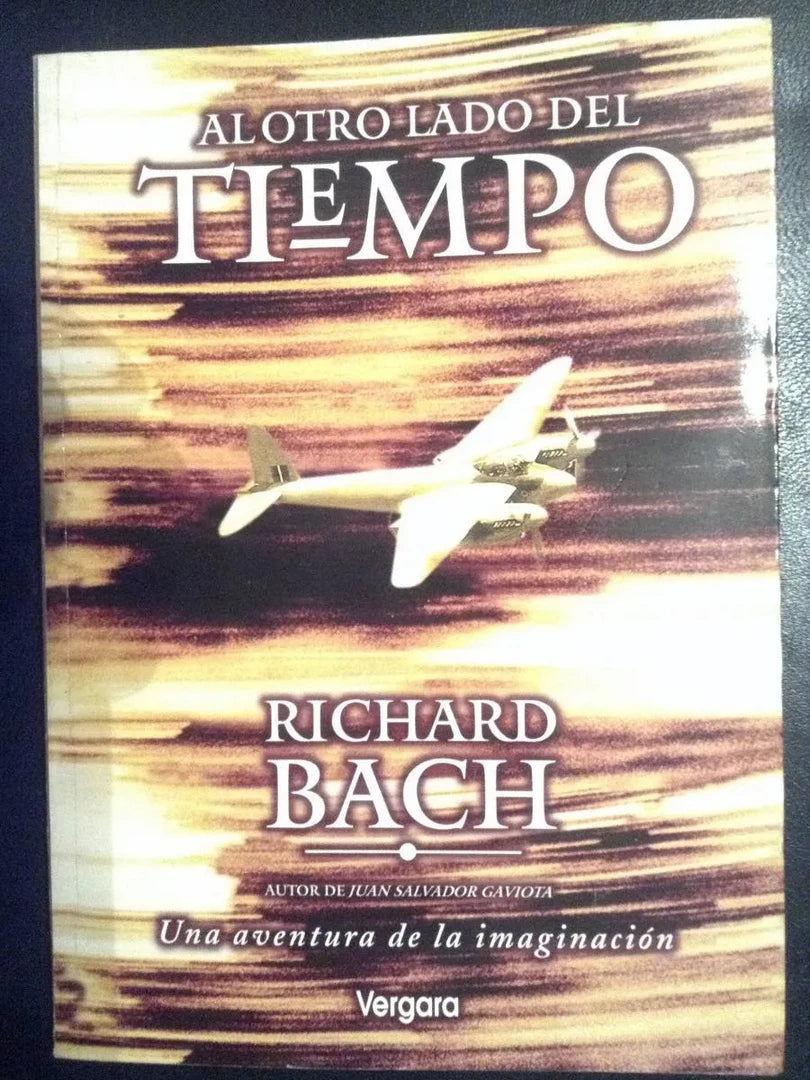 AL OTRO LADO DEL
TIEMPO
RICHARD
BACH
AUTOR DE JUAN SALVADOR GAVIOTA
Una aventura de la imaginación
Vergara